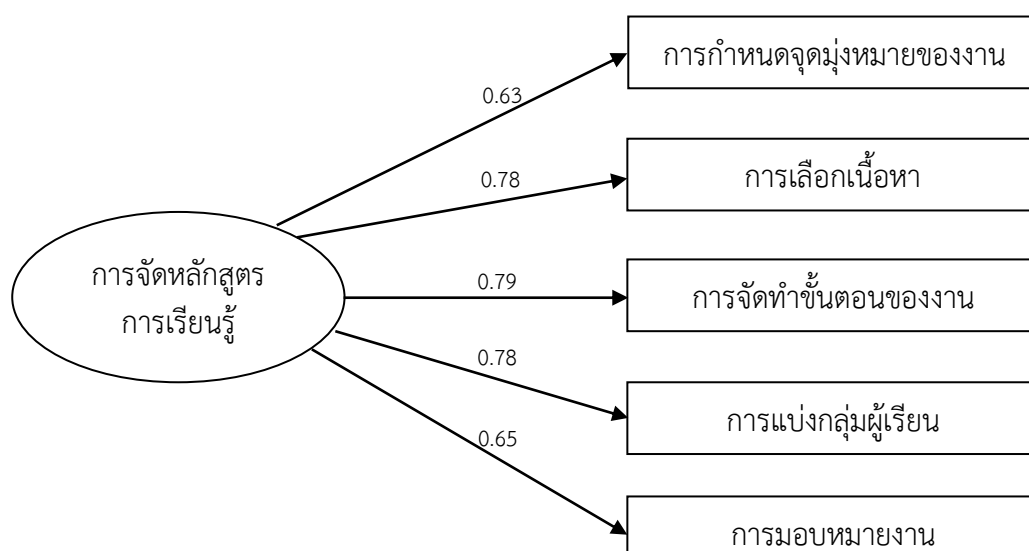 การกำหนดจุดมุ่งหมายของงาน
0.63
การเลือกเนื้อหา
0.78
การจัดหลักสูตร
การเรียนรู้
0.79
การจัดทำขั้นตอนของงาน
0.78
การแบ่งกลุ่มผู้เรียน
0.65
การมอบหมายงาน